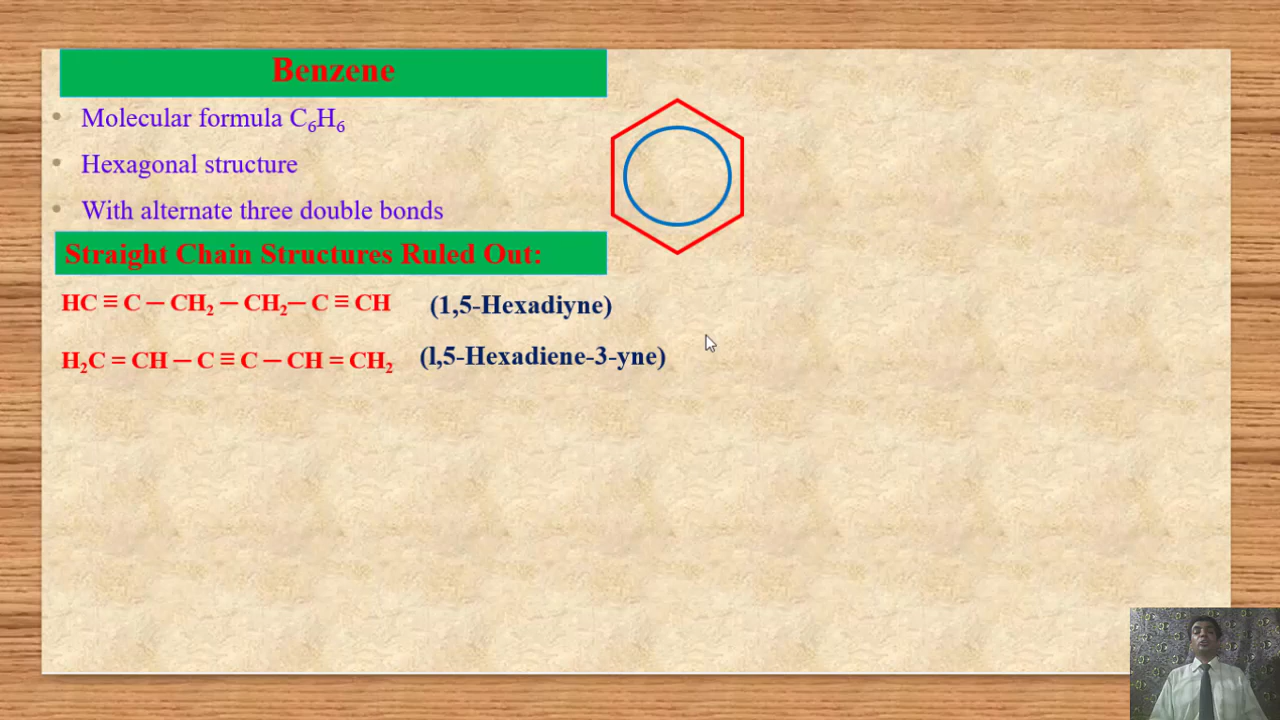 Benzene
• Molecular formula C₆H₆
• Hexagonal structure
• With alternate three double bonds
Straight Chain Structures Ruled Out:
HC ≡ C — CH₂ — CH₂— C ≡ CH (1,5-Hexadiyne)
H₂C = CH — C ≡ C — CH = CH₂ (l,5-Hexadiene-3-yne)